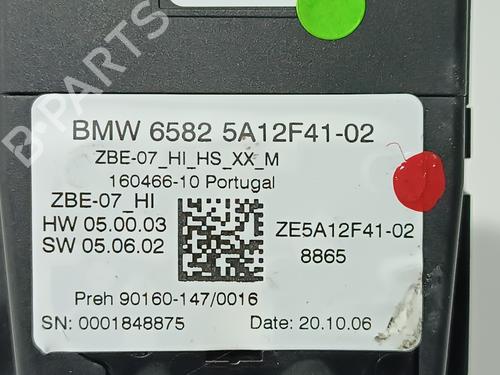 BMW 6582 5A12F41-02
ZBE-07_HI_HS_XX_M
160466-10 Portugal
ZBE-07_HI
HW 05.00.03
SW 05.06.02
ZE5A12F41-02
8865
Preh 90160-147/0016
SN: 0001848875
Date: 20.10.06
B-PARTS